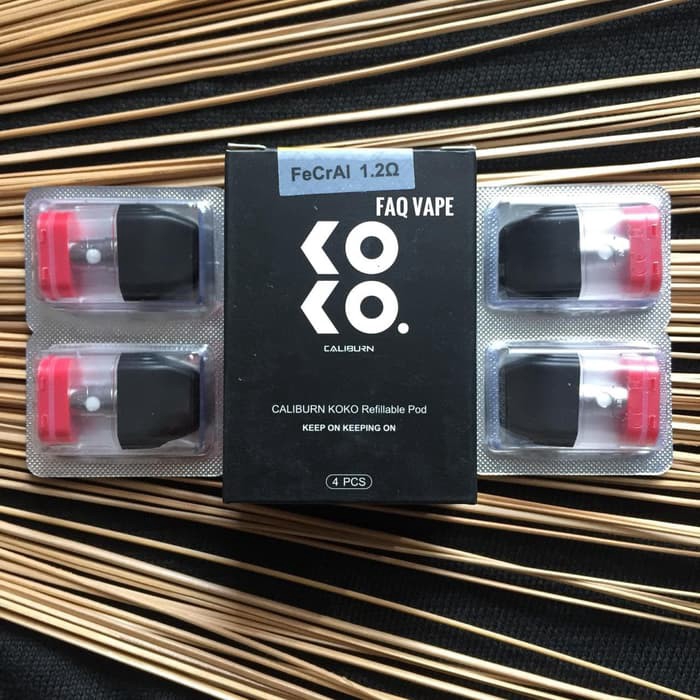 FeCrAl 1.2Ω
FAQ VAPE
KO
KO.
CALIBURN
CALIBURN KOKO Refillable Pod
KEEP ON KEEPING ON
4 PCS